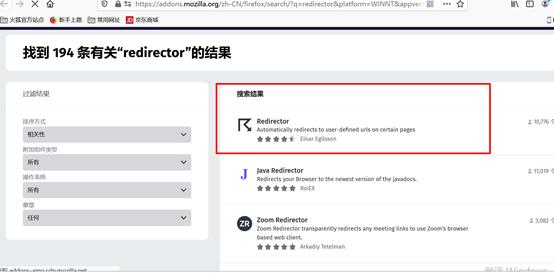 https://addons.mozilla.org/zh-CN/firefox/search/?q=redirector&platform=WINNT&appver
火狐官方站点 新手上路 常用网址 京东商城
找到 194 条有关“redirector”的结果
过滤结果
排序方式
相关性
附加组件类型
所有
操作系统
所有
徽章
任何
搜索结果
Redirector
Automatically redirects to user-defined urls on certain pages
Einar Egilsson
10,776 个
Java Redirector
Redirects your Browser to the newest version of the javadocs.
RoiEX
11,019 个
Zoom Redirector
Zoom Redirector transparently redirects any meeting links to use Zoom's browser
based web client.
Arkadiy Tetelman
3,082 个
addons-amo.cdn.mozilla.net
激活 Windows